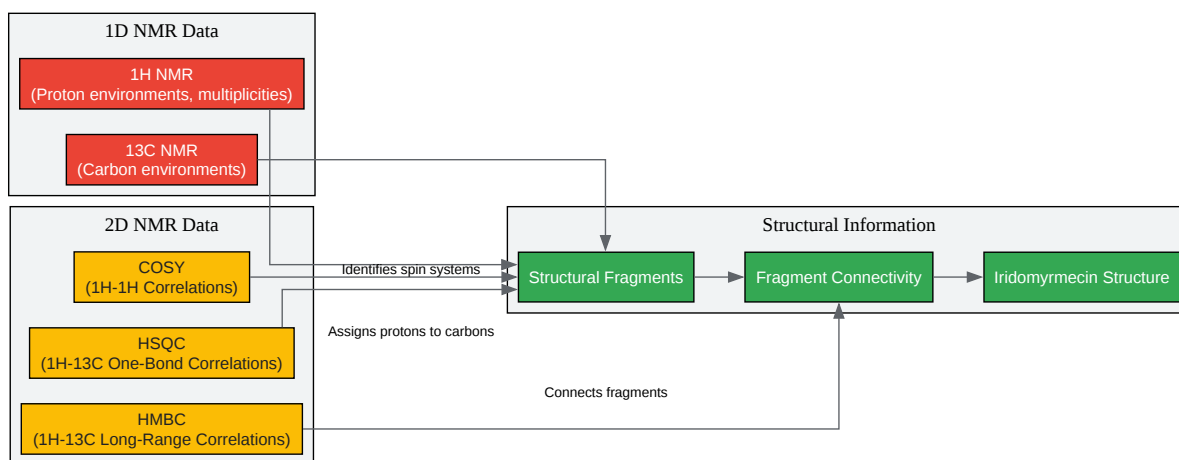 1D NMR Data
1H NMR
(Proton environments, multiplicities)
13C NMR
(Carbon environments)
2D NMR Data
COSY
(1H-1H Correlations)
HSQC
(1H-13C One-Bond Correlations)
HMBC
(1H-13C Long-Range Correlations)
Identifies spin systems
Assigns protons to carbons
Connects fragments
Structural Information
Structural Fragments
Fragment Connectivity
Iridomyrmecin Structure